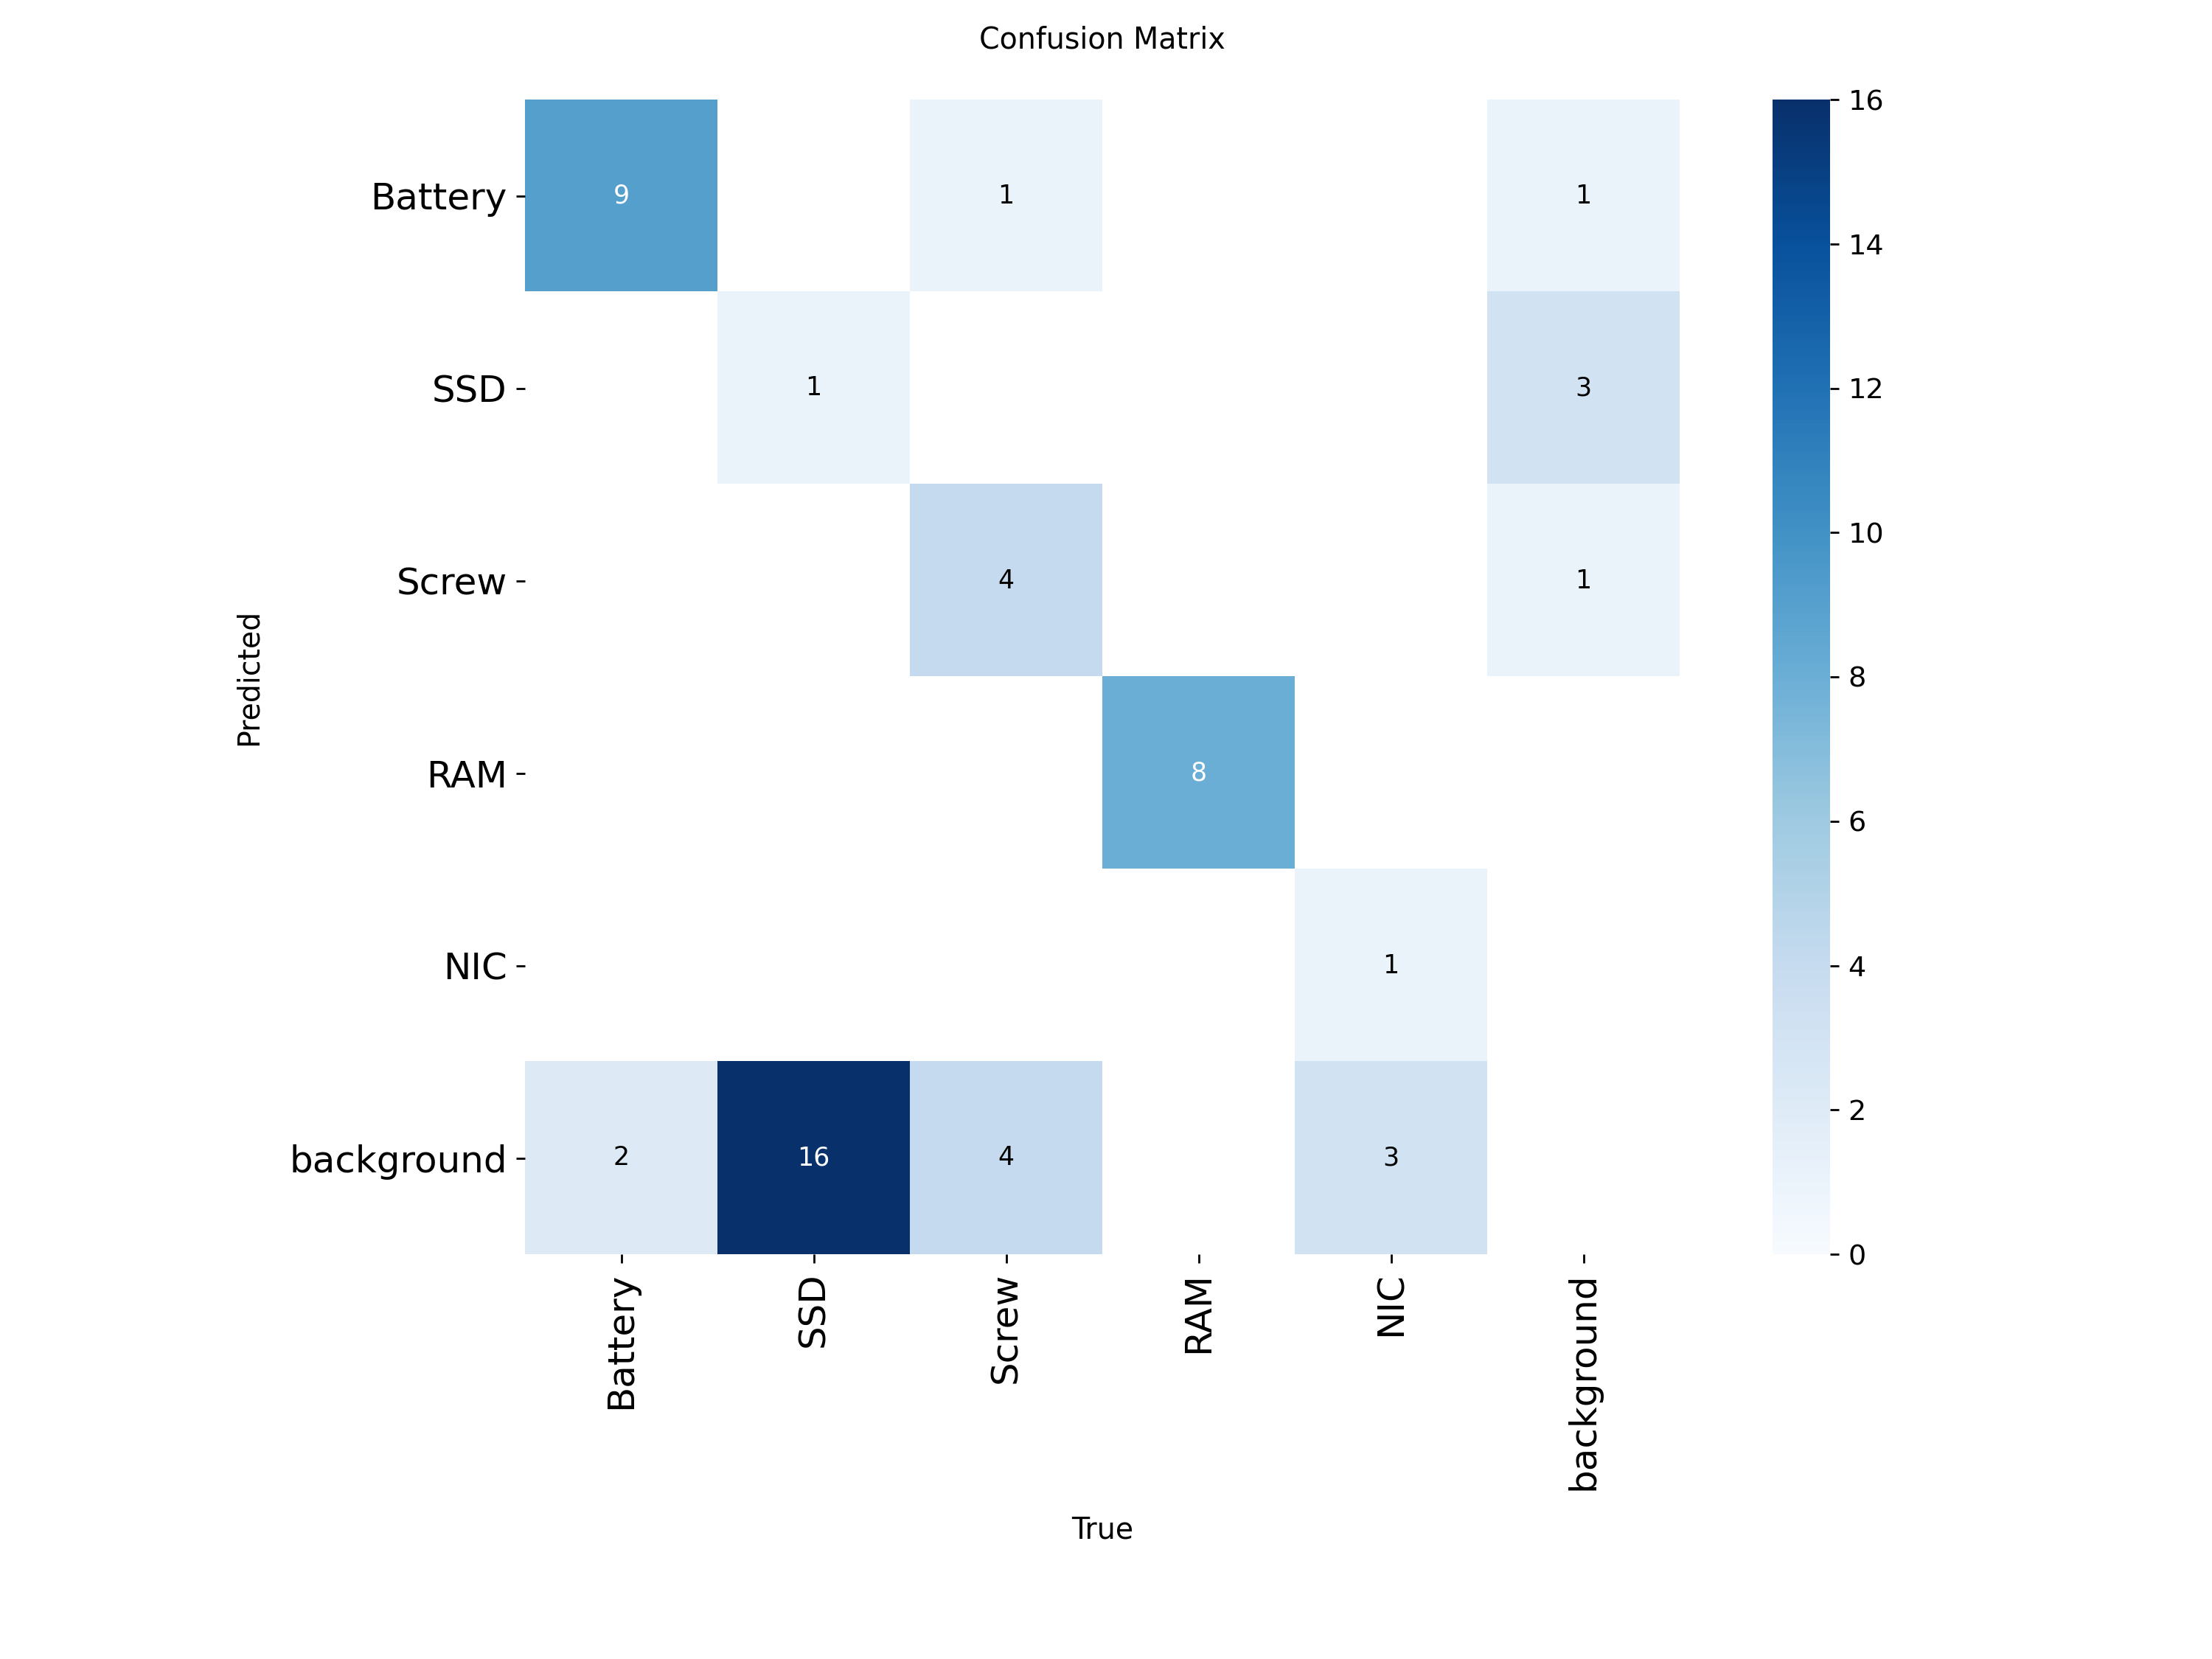 Confusion Matrix
Battery
SSD
Screw
RAM
NIC
background
Predicted
9 1 1
1 3
4 1
8
1
2 16 4 3
Battery
SSD
Screw
RAM
NIC
background
True
16
14
12
10
8
6
4
2
0